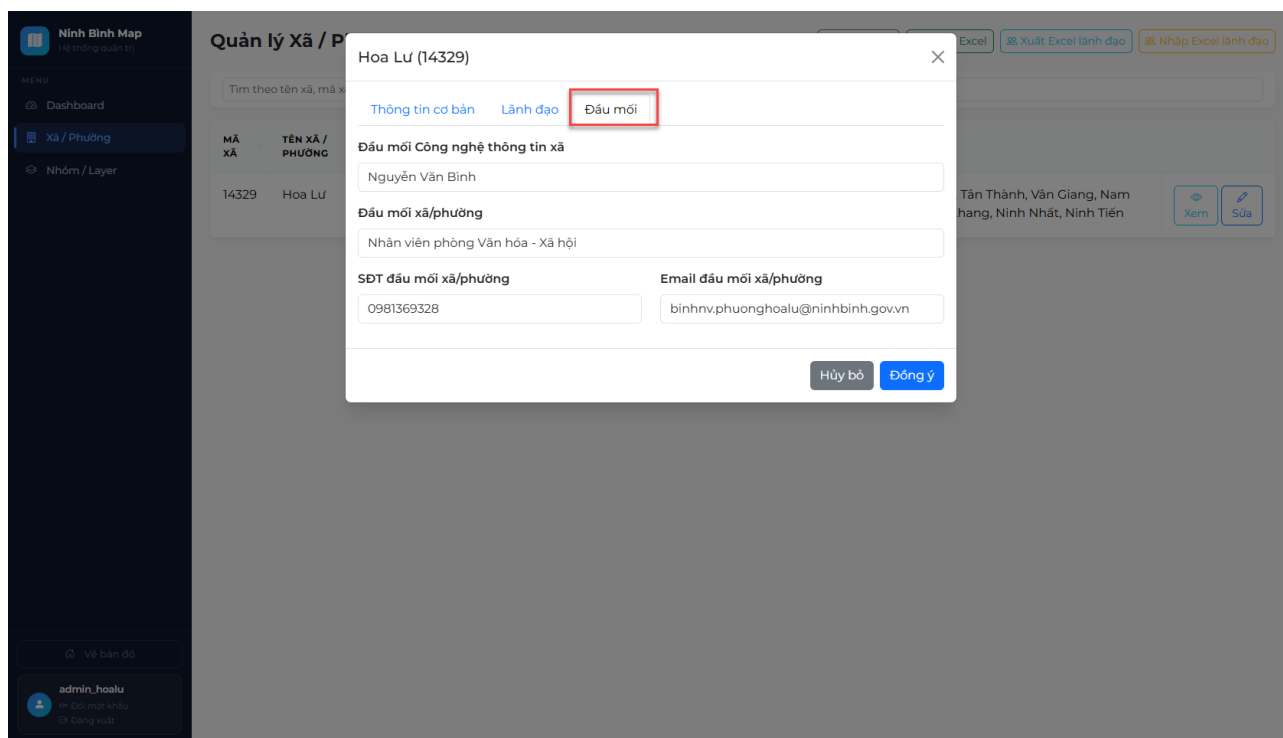 Ninh Bình Map
Hệ thống quản trị
MENU
Dashboard
Xã / Phường
Nhóm / Layer
Về bản đồ
admin_hoalu
Đổi mật khẩu
Đăng xuất
Quản lý Xã / P
Excel
Xuất Excel lãnh đạo
Nhập Excel lãnh đạo
Tìm theo tên xã, mã x
MÃ XÃ
TÊN XÃ / PHƯỜNG
14329
Hoa Lư
Tân Thành, Vân Giang, Nam
hang, Ninh Nhất, Ninh Tiến
Xem
Sửa
Hoa Lư (14329)
Thông tin cơ bản
Lãnh đạo
Đầu mối
Đầu mối Công nghệ thông tin xã
Nguyễn Văn Bình
Đầu mối xã/phường
Nhân viên phòng Văn hóa - Xã hội
SĐT đầu mối xã/phường
Email đầu mối xã/phường
0981369328
binhnv.phuonghoalu@ninhbinh.gov.vn
Hủy bỏ
Đồng ý